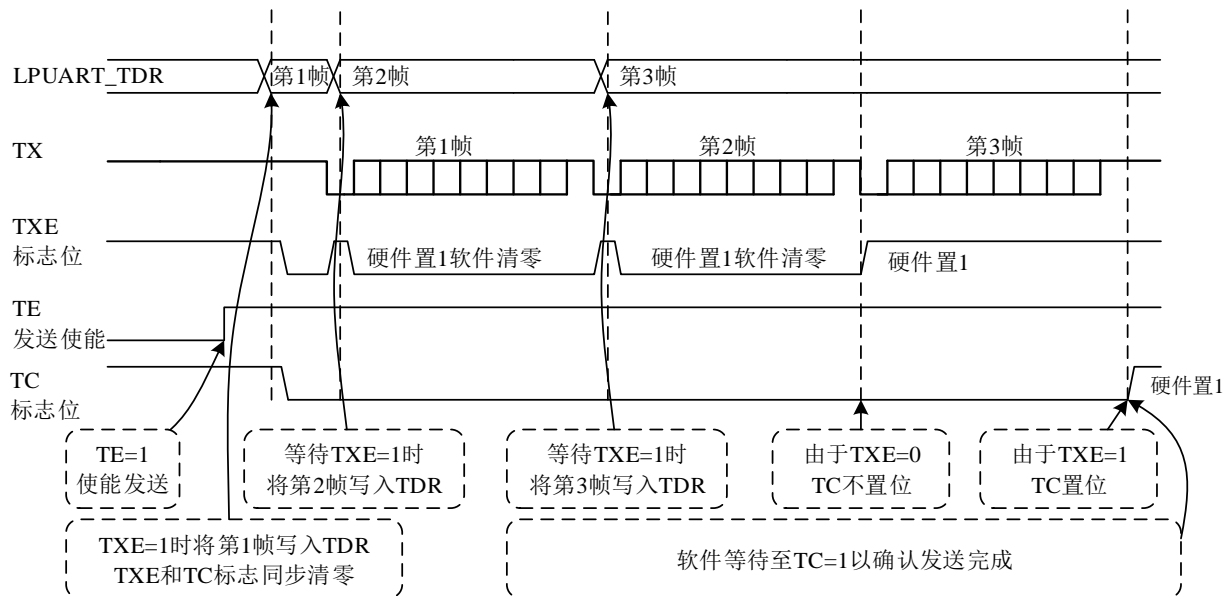 LPUART_TDR
第1帧
第2帧
第3帧
TX
第1帧
第2帧
第3帧
TXE
标志位
硬件置1软件清零
硬件置1软件清零
硬件置1
TE
发送使能
TC
标志位
硬件置1
TE=1
使能发送
等待TXE=1时
将第2帧写入TDR
等待TXE=1时
将第3帧写入TDR
由于TXE=0
TC不置位
由于TXE=1
TC置位
TXE=1时将第1帧写入TDR
TXE和TC标志同步清零
软件等待至TC=1以确认发送完成